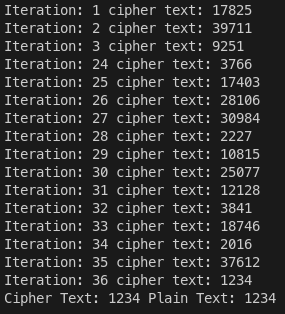 Iteration: 1 cipher text: 17825
Iteration: 2 cipher text: 39711
Iteration: 3 cipher text: 9251
Iteration: 24 cipher text: 3766
Iteration: 25 cipher text: 17403
Iteration: 26 cipher text: 28106
Iteration: 27 cipher text: 30984
Iteration: 28 cipher text: 2227
Iteration: 29 cipher text: 10815
Iteration: 30 cipher text: 25077
Iteration: 31 cipher text: 12128
Iteration: 32 cipher text: 3841
Iteration: 33 cipher text: 18746
Iteration: 34 cipher text: 2016
Iteration: 35 cipher text: 37612
Iteration: 36 cipher text: 1234
Cipher Text: 1234 Plain Text: 1234